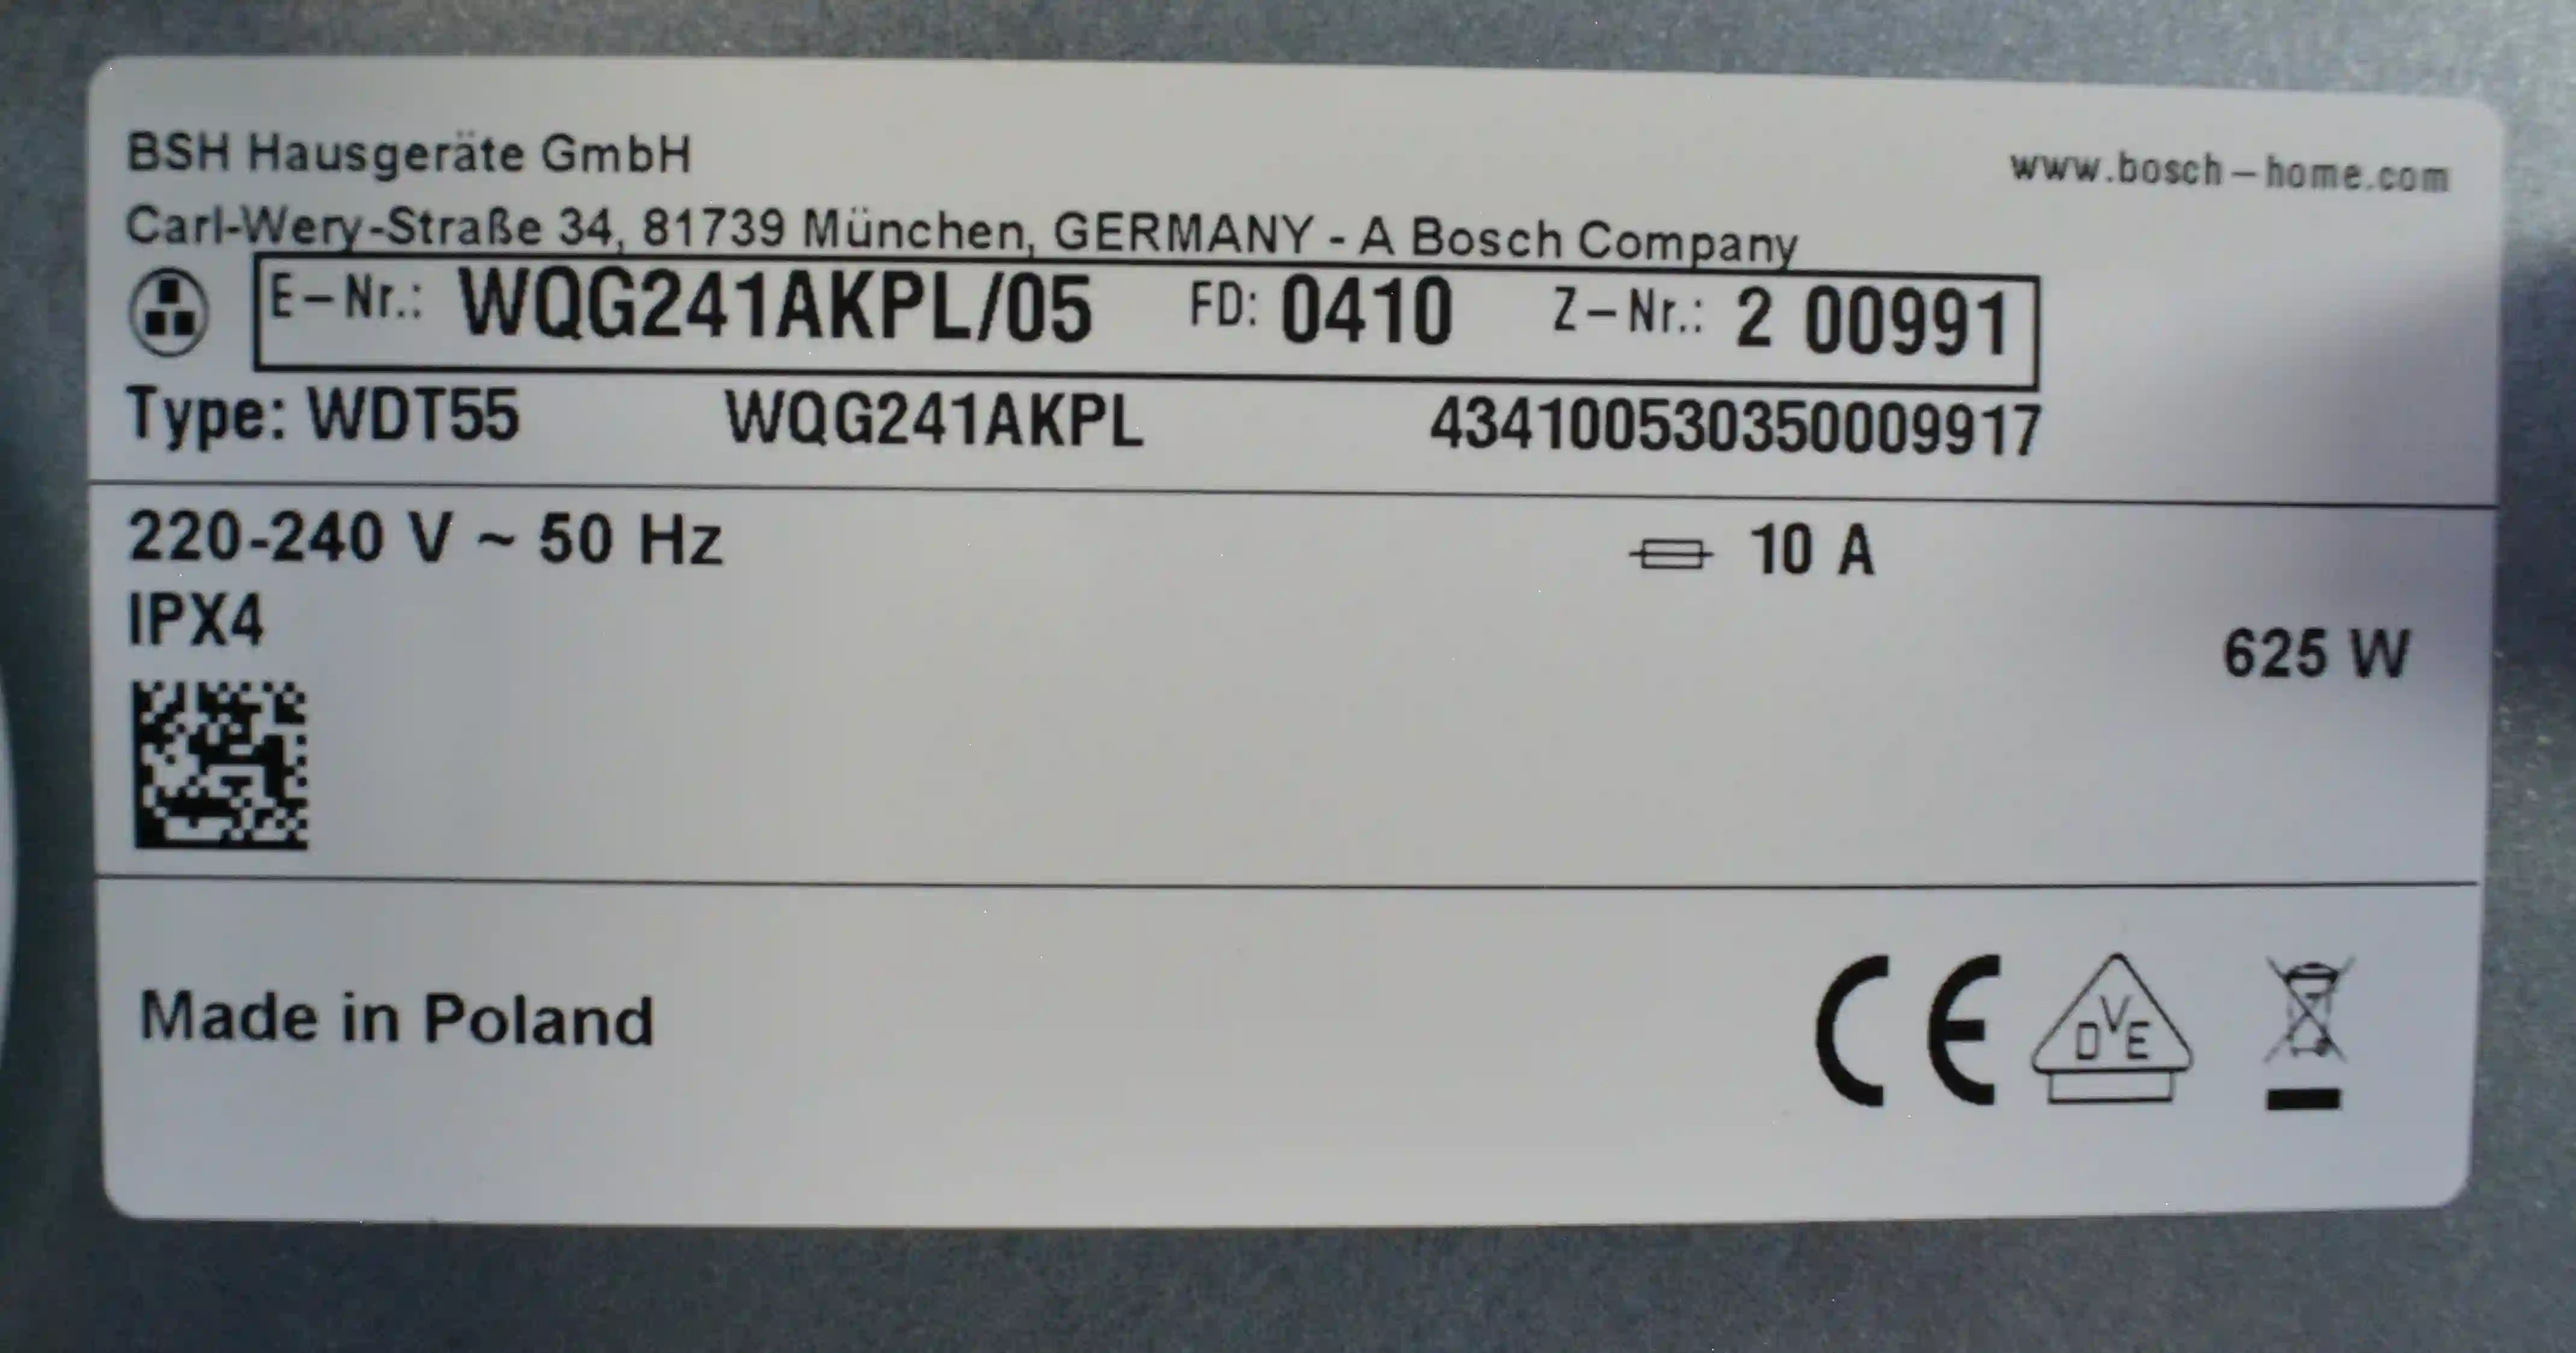 BSH Hausgeräte GmbH
www.bosch-home.com
Carl-Wery-Straße 34, 81739 München, GERMANY - A Bosch Company
E-Nr.: WQG241AKPL/05 FD: 0410 Z-Nr.: 2 00991
Type: WDT55 WQG241AKPL 434100530350009917
220-240 V ~ 50 Hz 10 A
IPX4
625 W
Made in Poland
CE DVE